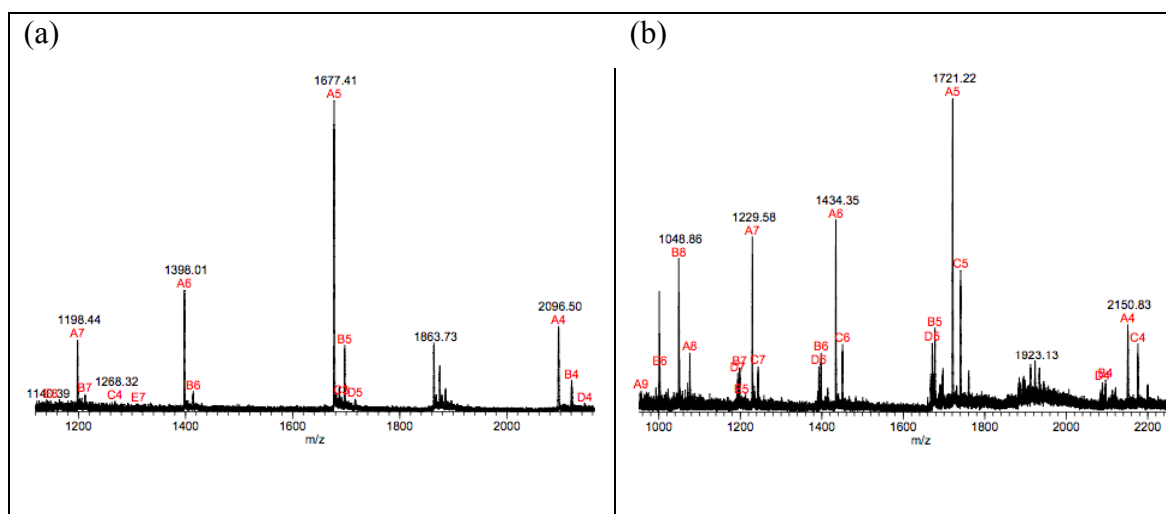 (a)
1677.41
A5
1398.01
A6
1198.44
A7
B7
1268.32
C4
E7
B6
B5
D5
1863.73
2096.50
A4
B4
D4
1200
1400
1600
1800
2000
m/z
(b)
1721.22
A5
1434.35
A6
1229.58
A7
1048.86
B8
C5
2150.83
A4
C4
B5
D5
A8
B6
D6
C6
B7
C7
E5
B6
A9
1923.13
B4
1000
1200
1400
1600
1800
2000
2200
m/z